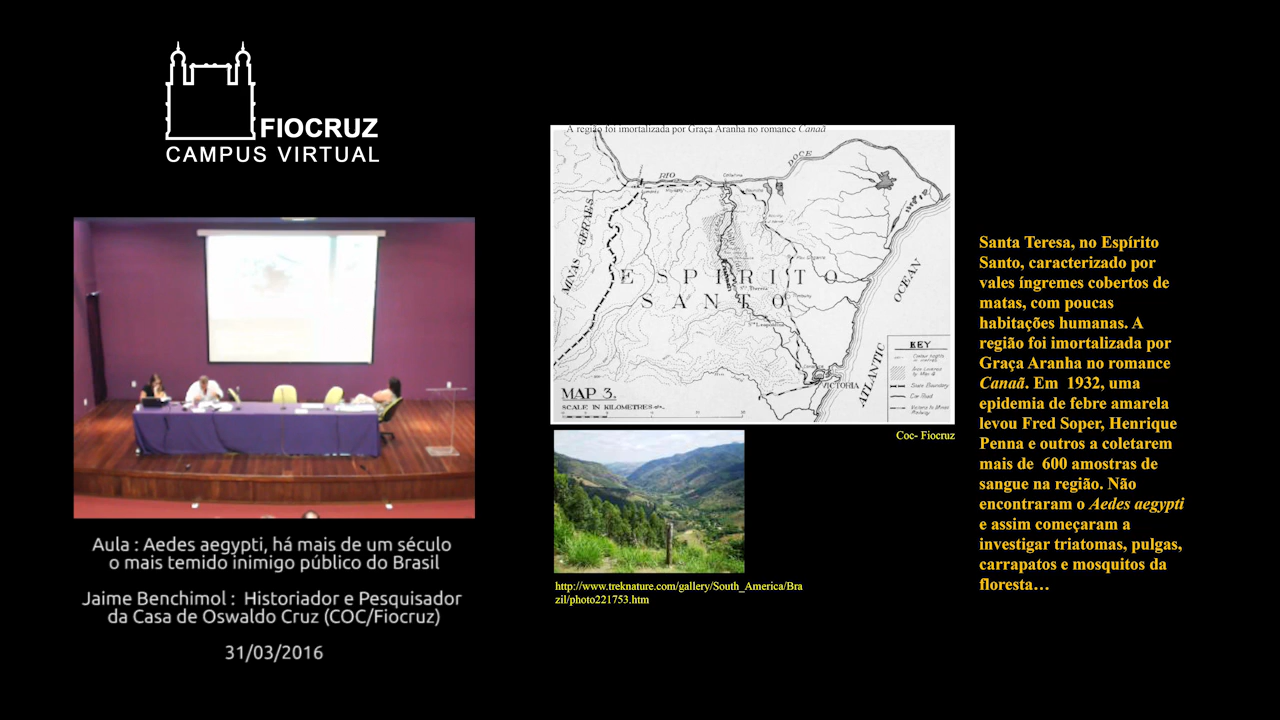 FIOCRUZ
CAMPUS VIRTUAL
Aula : Aedes aegypti, há mais de um século
o mais temido inimigo público do Brasil
Jaime Benchimol : Historiador e Pesquisador
da Casa de Oswaldo Cruz (COC/Fiocruz)
31/03/2016
A região foi imortalizada por Graça Aranha no romance Canaã
RIO
DOCE
MINAS GERAES
ESPIRITO
SANTO
OCEAN
ATLANTIC
VICTORIA
KEY
State Boundary
Car Road
MAP 3.
SCALE IN KILOMETRES
Coc- Fiocruz
http://www.treknature.com/gallery/South_America/Bra
zil/photo221753.htm
Santa Teresa, no Espírito
Santo, caracterizado por
vales íngremes cobertos de
matas, com poucas
habitações humanas. A
região foi imortalizada por
Graça Aranha no romance
Canaã. Em 1932, uma
epidemia de febre amarela
levou Fred Soper, Henrique
Penna e outros a coletarem
mais de 600 amostras de
sangue na região. Não
encontraram o Aedes aegypti
e assim começaram a
investigar triatomas, pulgas,
carrapatos e mosquitos da
floresta…